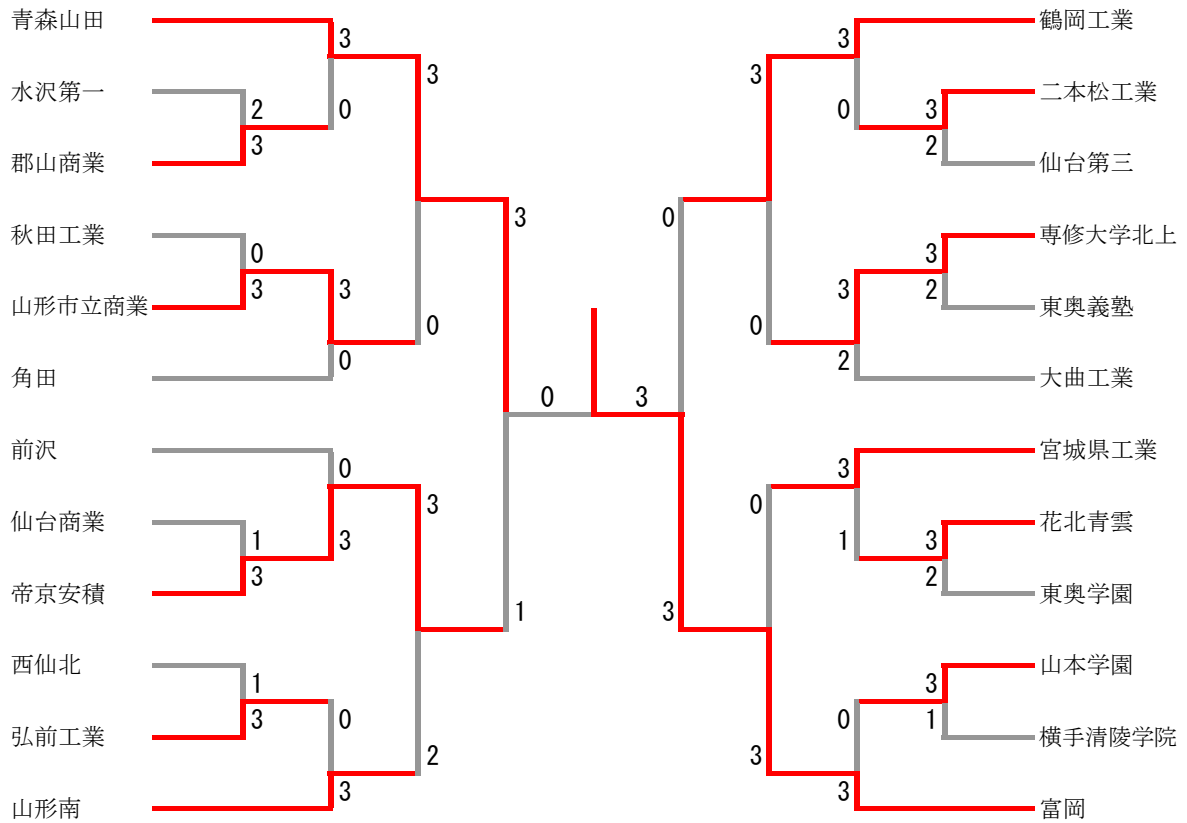 青森山田
3
3
水沢第一
2
0
郡山商業
3
3
秋田工業
0
山形市立商業
3
3
0
角田
0
0
前沢
0
3
仙台商業
1
3
帝京安積
3
1
西仙北
1
弘前工業
3
0
2
山形南
3
3
鶴岡工業
3
0
3
二本松工業
2
仙台第三
0
3
専修大学北上
3
2
東奥義塾
0
2
大曲工業
3
3
宮城県工業
0
1
3
花北青雲
2
東奥学園
3
3
山本学園
0
1
横手清陵学院
3
3
富岡